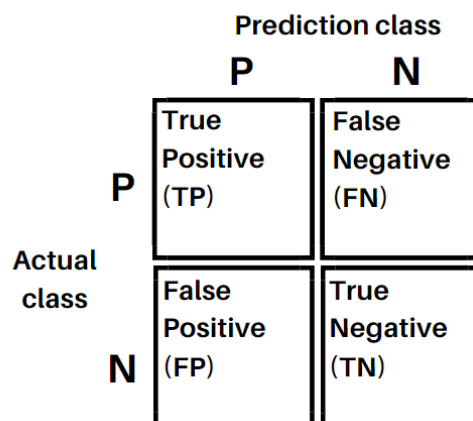 Prediction class
P N
True
Positive
(TP)
False
Negative
(FN)
P
Actual
class
False
Positive
(FP)
True
Negative
(TN)
N